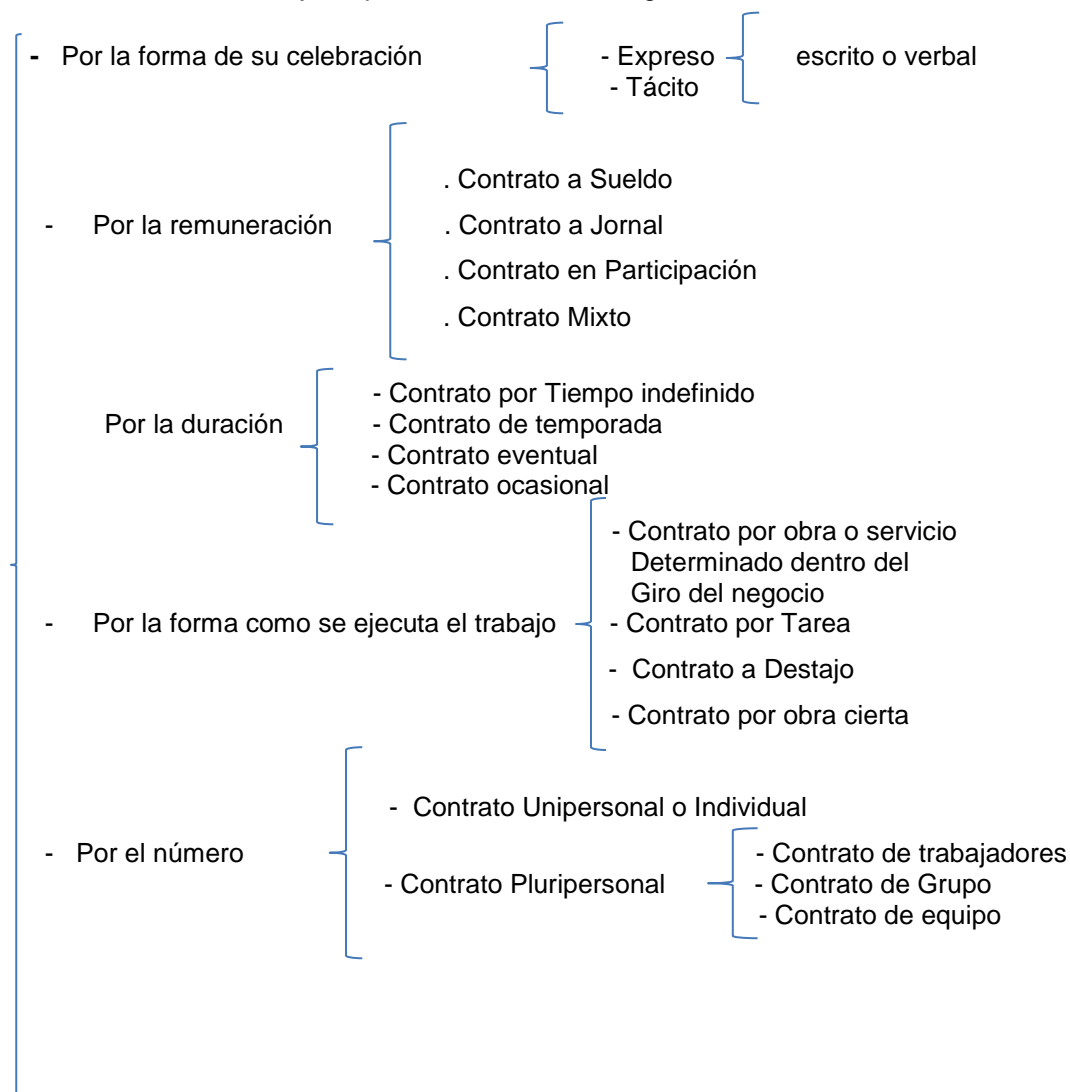 - Por la forma de su celebración - Expreso escrito o verbal
- Tácito
. Contrato a Sueldo
- Por la remuneración . Contrato a Jornal
. Contrato en Participación
. Contrato Mixto
- Contrato por Tiempo indefinido
Por la duración - Contrato de temporada
- Contrato eventual
- Contrato ocasional
- Contrato por obra o servicio
Determinado dentro del
Giro del negocio
- Por la forma como se ejecuta el trabajo - Contrato por Tarea
- Contrato a Destajo
- Contrato por obra cierta
- Contrato Unipersonal o Individual
- Por el número - Contrato de trabajadores
- Contrato Pluripersonal - Contrato de Grupo
- Contrato de equipo